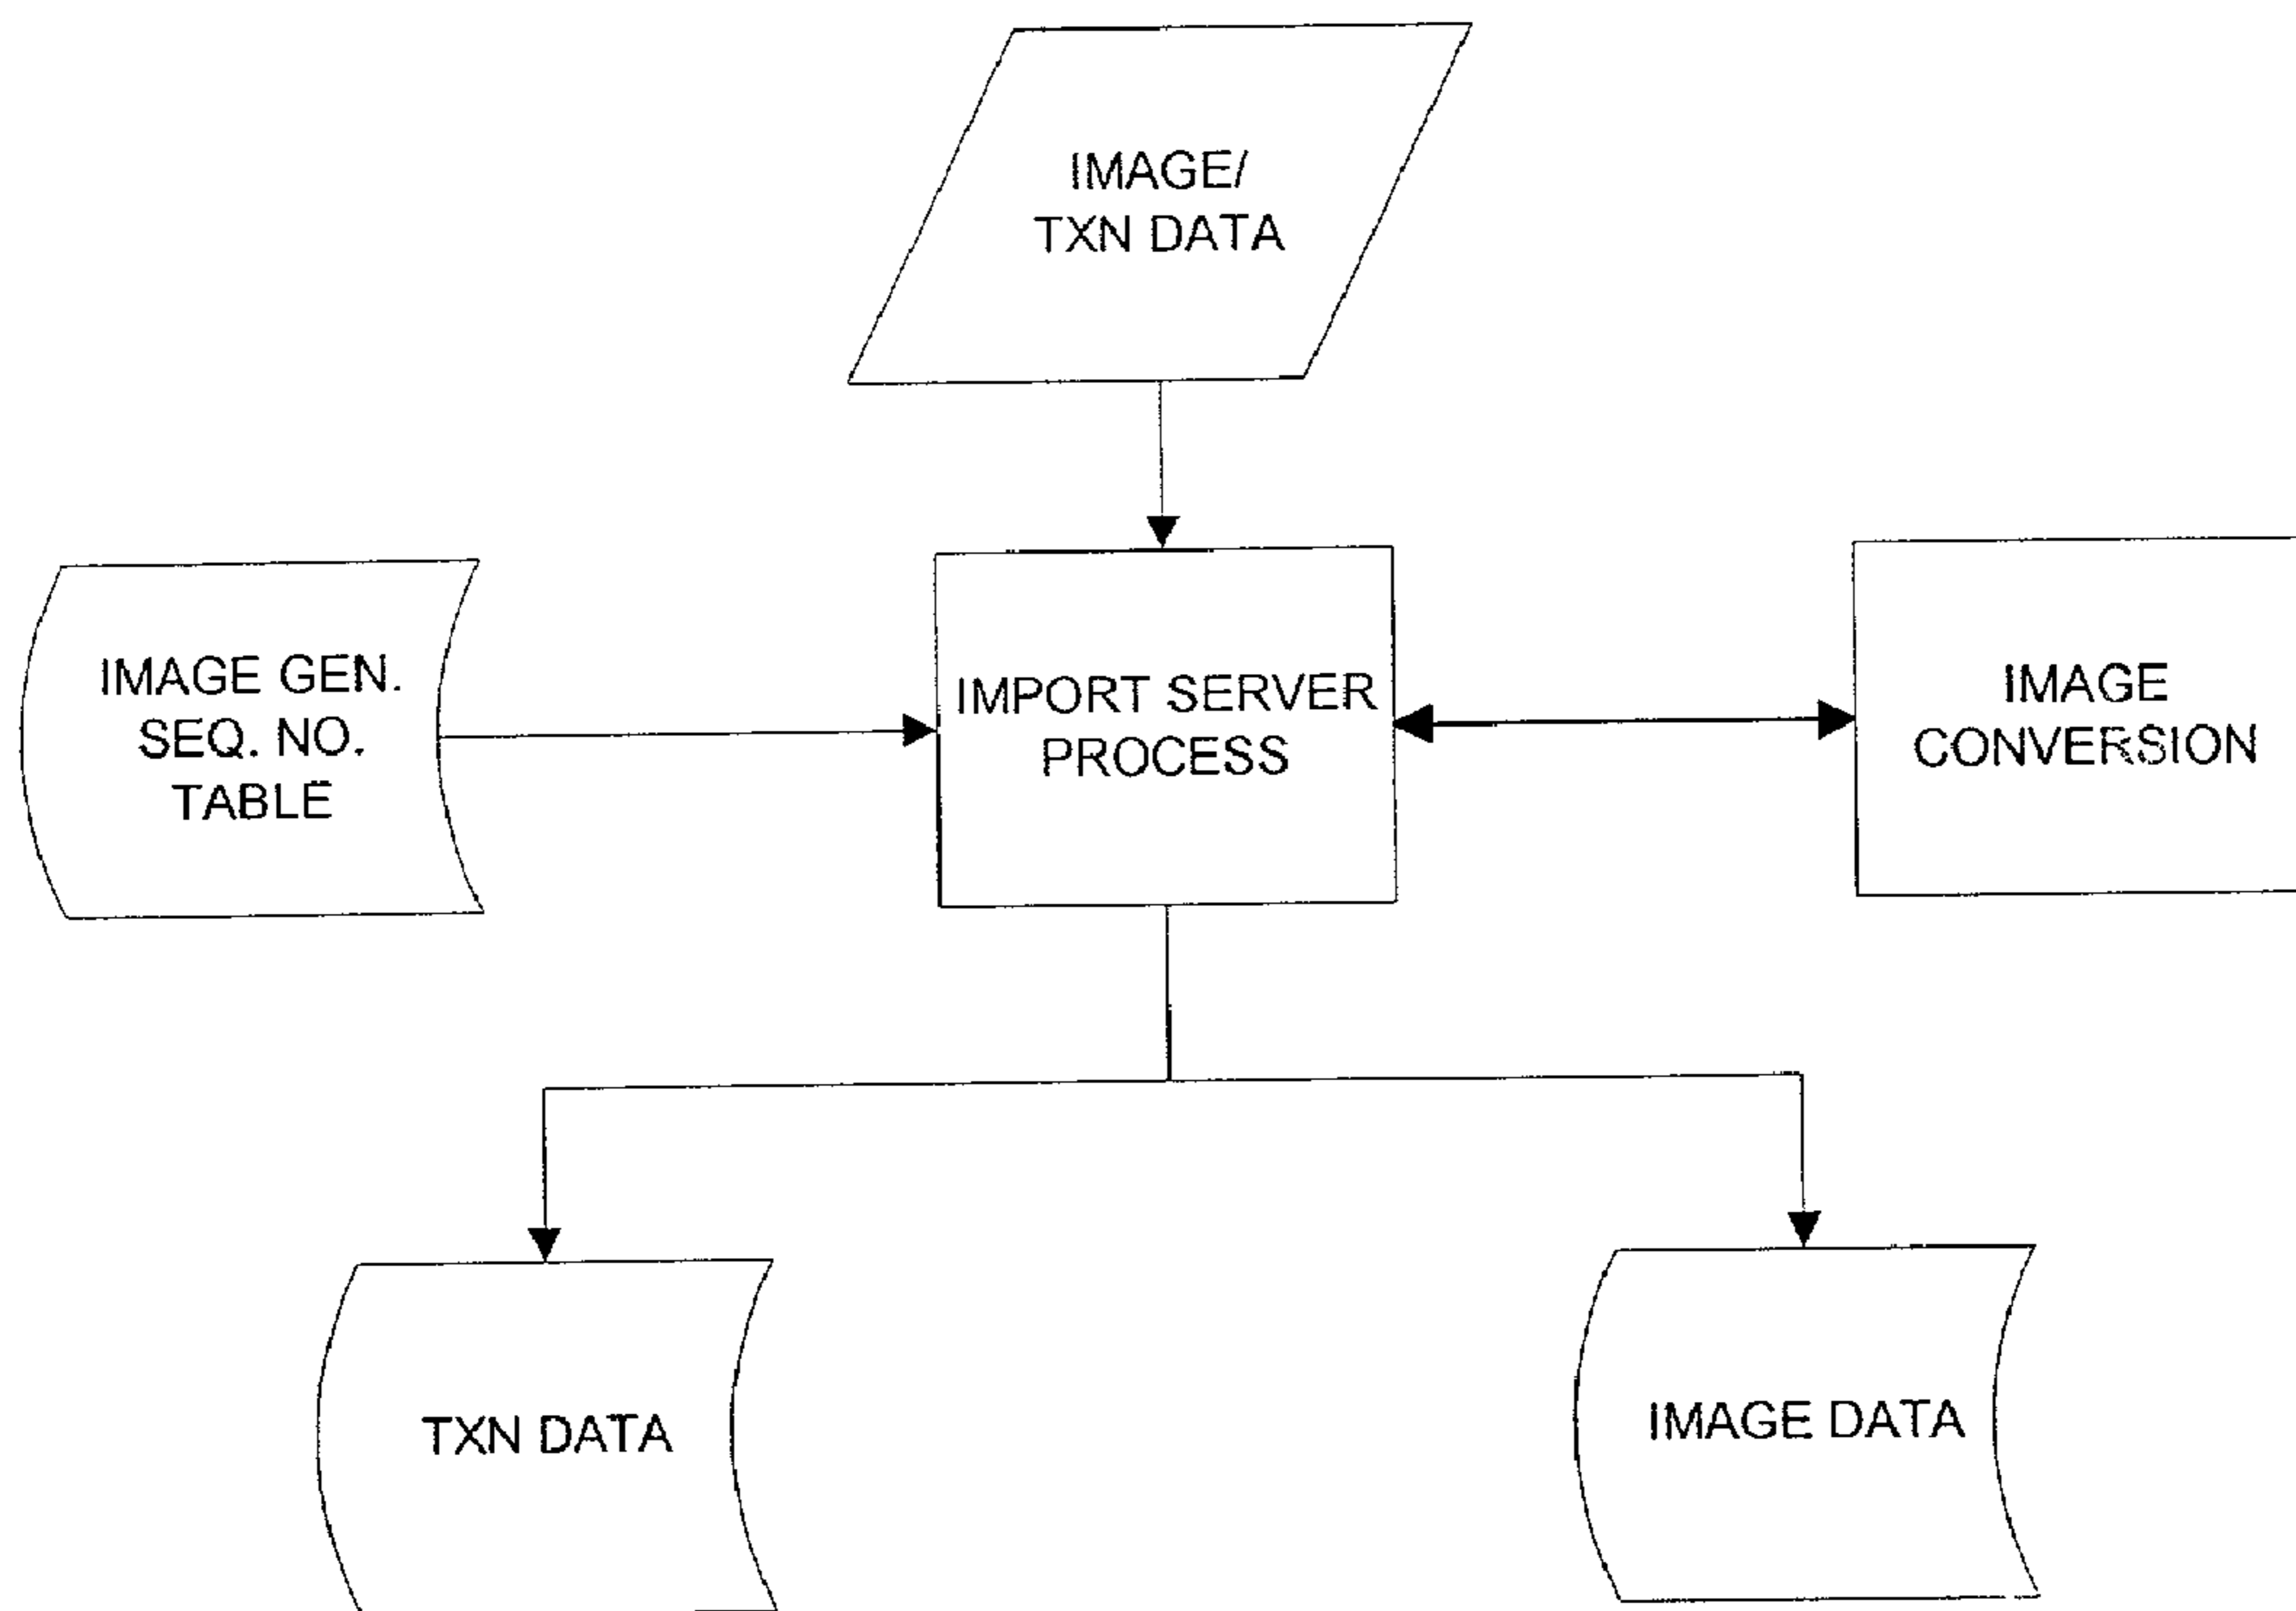 IMAGE/
TXN DATA
IMAGE GEN.
SEQ. NO.
TABLE
IMPORT SERVER
PROCESS
IMAGE
CONVERSION
TXN DATA
IMAGE DATA